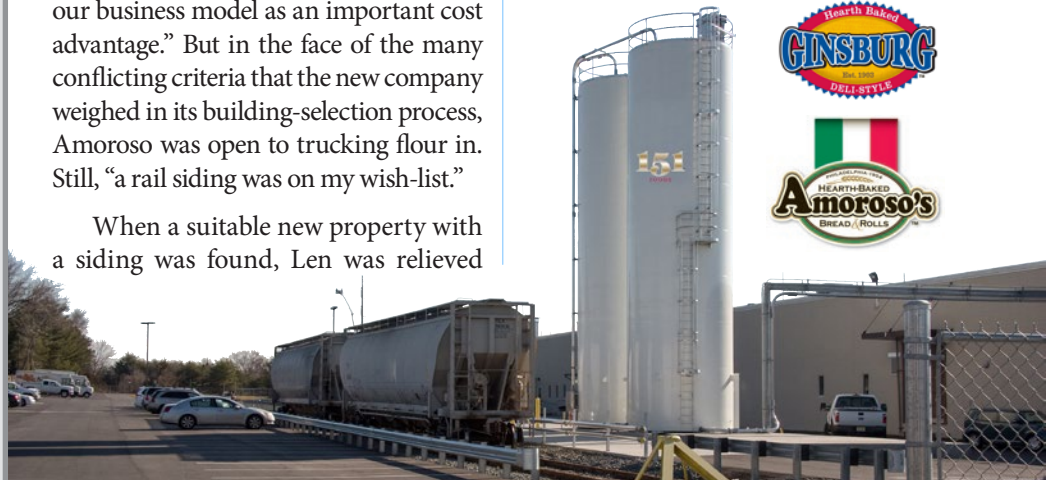 our business model as an important cost
advantage.” But in the face of the many
conflicting criteria that the new company
weighed in its building-selection process,
Amoroso was open to trucking flour in.
Still, “a rail siding was on my wish-list.”
When a suitable new property with
a siding was found, Len was relieved
Hearth Baked
GINSBURG
Est. 1902
DELI-STYLE
PHILADELPHIA·1904
HEARTH-BAKED
Amoroso's
BREAD & ROLLS
151